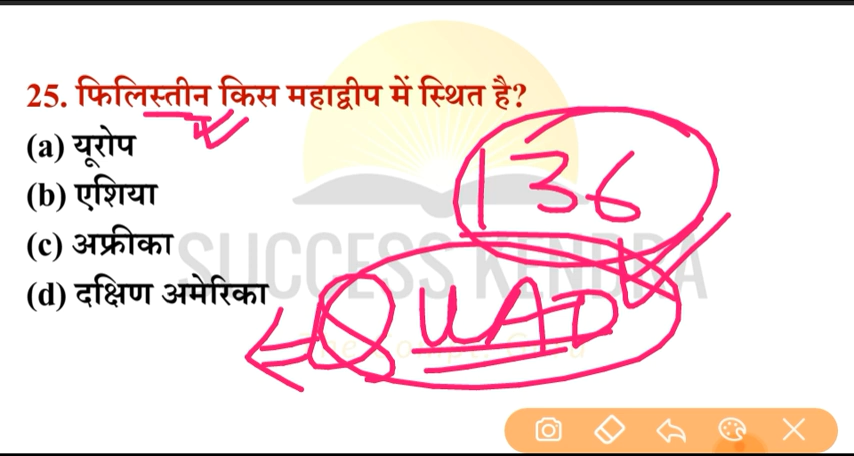 25. फिलिस्तीन किस महाद्वीप में स्थित है?
(a) यूरोप
(b) एशिया
136
(c) अफ्रीका
SUCCESS KENDRA
(d) दक्षिण अमेरिका
QUAD